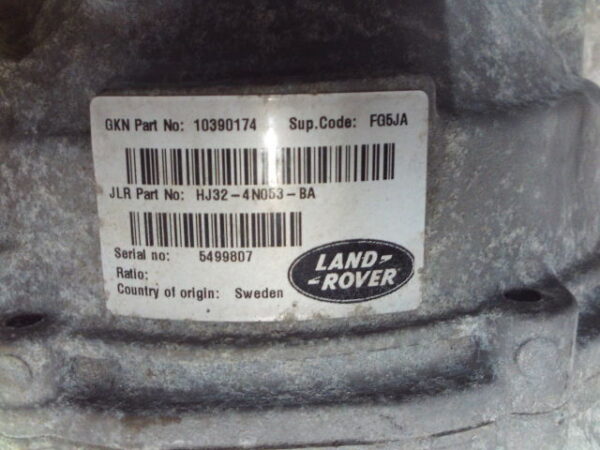 GKN Part No: 10390174 Sup.Code: FG5JA
JLR Part No: HJ32-4N053-BA
Serial no: 5499807
Ratio:
Country of origin: Sweden
LAND-
-ROVER